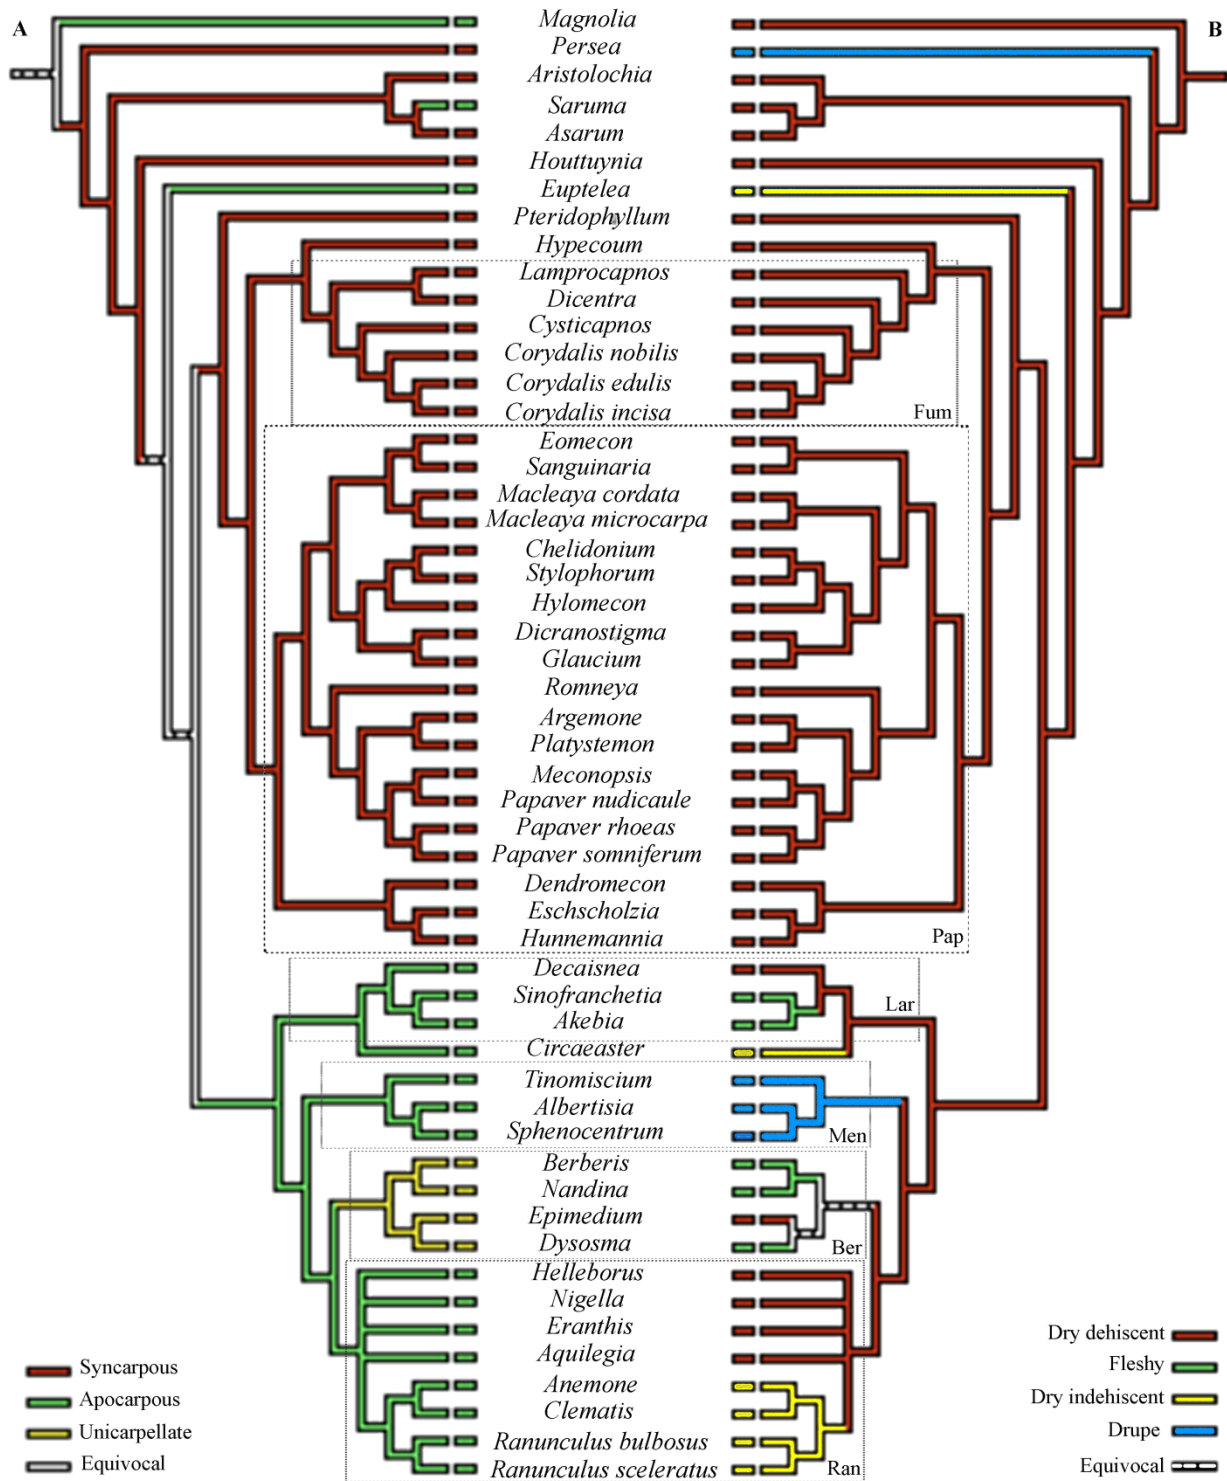 A
B
Magnolia
Persea
Aristolochia
Saruma
Asarum
Houttuynia
Euptelea
Pteridophyllum
Hypecoum
Lamprocapnos
Dicentra
Cysticapnos
Corydalis nobilis
Corydalis edulis
Corydalis incisa
Fum
Eomecon
Sanguinaria
Macleaya cordata
Macleaya microcarpa
Chelidonium
Stylophorum
Hylomecon
Dicranostigma
Glaucium
Romneya
Argemone
Platystemon
Meconopsis
Papaver nudicaule
Papaver rhoeas
Papaver somniferum
Dendromecon
Eschscholzia
Hunnemannia
Pap
Decaisnea
Sinofranchetia
Akebia
Lar
Circaeaster
Tinomiscium
Albertisia
Sphenocentrum
Men
Berberis
Nandina
Epimedium
Dysosma
Ber
Helleborus
Nigella
Eranthis
Aquilegia
Anemone
Clematis
Ranunculus bulbosus
Ranunculus sceleratus
Ran
Syncarpous
Apocarpous
Unicarpellate
Equivocal
Dry dehiscent
Fleshy
Dry indehiscent
Drupe
Equivocal